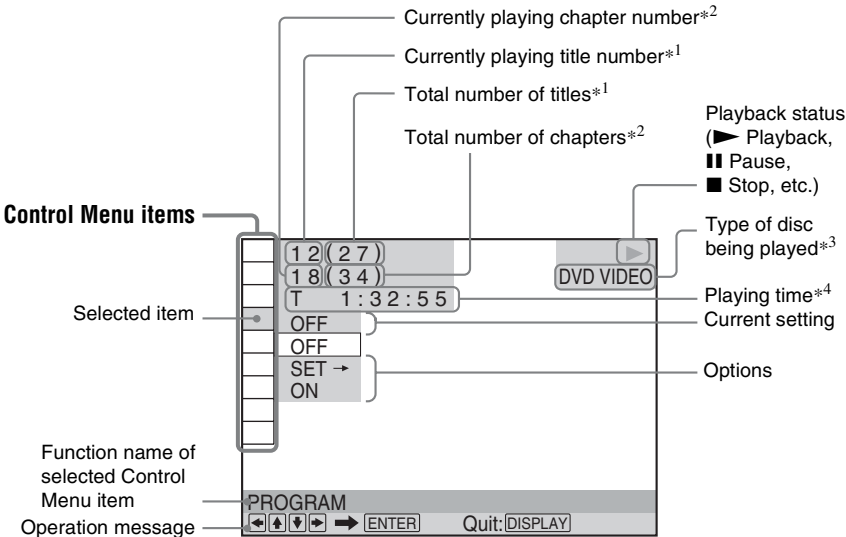 Currently playing chapter number*2
Currently playing title number*1
Total number of titles*1
Total number of chapters*2
Playback status
(▶ Playback,
⏸ Pause,
■ Stop, etc.)
Control Menu items
Type of disc
being played*3
12(27)
18(34)
▶
DVD VIDEO
T 1:32:55
Playing time*4
Selected item
OFF
Current setting
OFF
SET →
ON
Options
Function name of
selected Control
Menu item
PROGRAM
Operation message
←↑↓→ ➡ ENTER Quit: DISPLAY